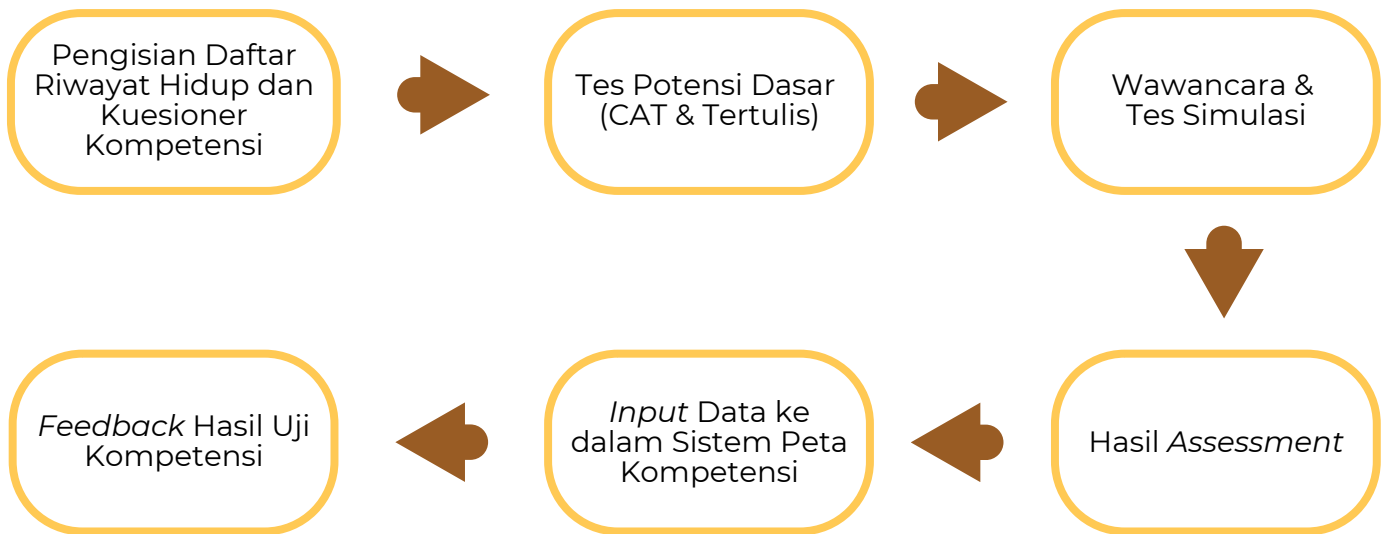 Pengisian Daftar
Riwayat Hidup dan
Kuesioner
Kompetensi
Tes Potensi Dasar
(CAT & Tertulis)
Wawancara &
Tes Simulasi
Hasil Assessment
Input Data ke
dalam Sistem Peta
Kompetensi
Feedback Hasil Uji
Kompetensi